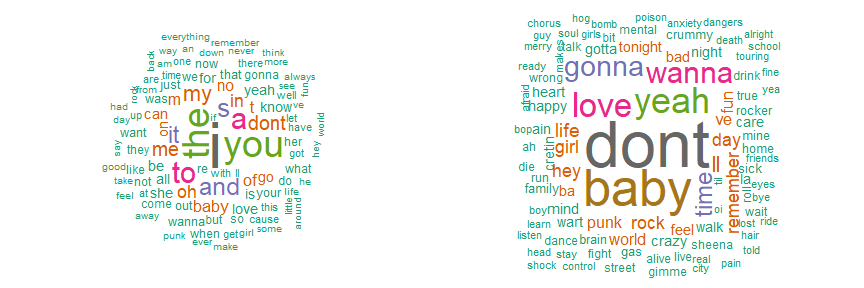 everything
way an remember
down never think
back am one now there more
are time we for that gonna always
rock from just my no yeah see fun
was m in t know well ve
had can s a dont let
day up on it the i you have
want me her hey world
say they to got
good like be re with ll what
take not all and of go do he
feel at she oh is your life
come out baby love this little around
away wanna but so cause
punk when get girl some
ever make
chorus hog bomb poison anxiety dangers
guy soul girls bit mental crummy death alright
merry talk gotta tonight bad night school
ready makes gonna wanna touring
wrong drink fine
afraid heart love yeah fun true yea
happy ve rocker
bop pain life dont care
ah cretin girl day mine
die hey baby ll home
run remember friends
family ba time til sick
la eyes
roll bye
boy mind oi wait
learn wart punk rock feel walk lost ride
listen dance brain world crazy sheena hair
head stay fight gas alive live real told
shock control street gimme city pain